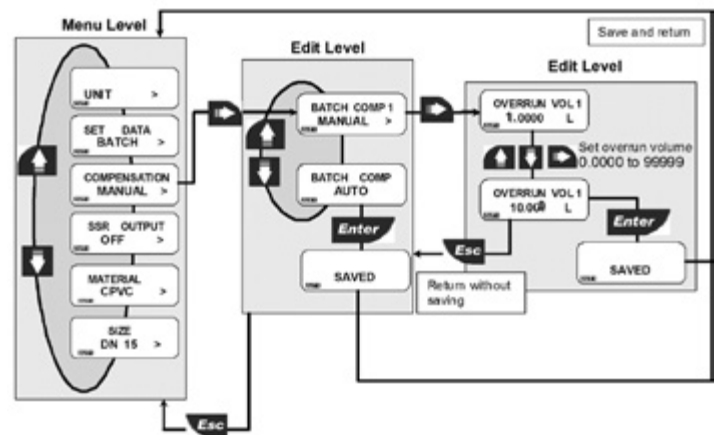 Menu Level
UNIT >
SET DATA
BATCH >
COMPENSATION
MANUAL >
SSR OUTPUT
OFF >
MATERIAL
CPVC >
SIZE
DN 15 >
Esc
Edit Level
BATCH COMP 1
MANUAL >
BATCH COMP
AUTO
Enter
SAVED
Save and return
Edit Level
OVERRUN VOL 1
1.0000 L
Set overrun volume
0.0000 to 99999
OVERRUN VOL 1
10.000 L
Enter
Esc
SAVED
Return without
saving